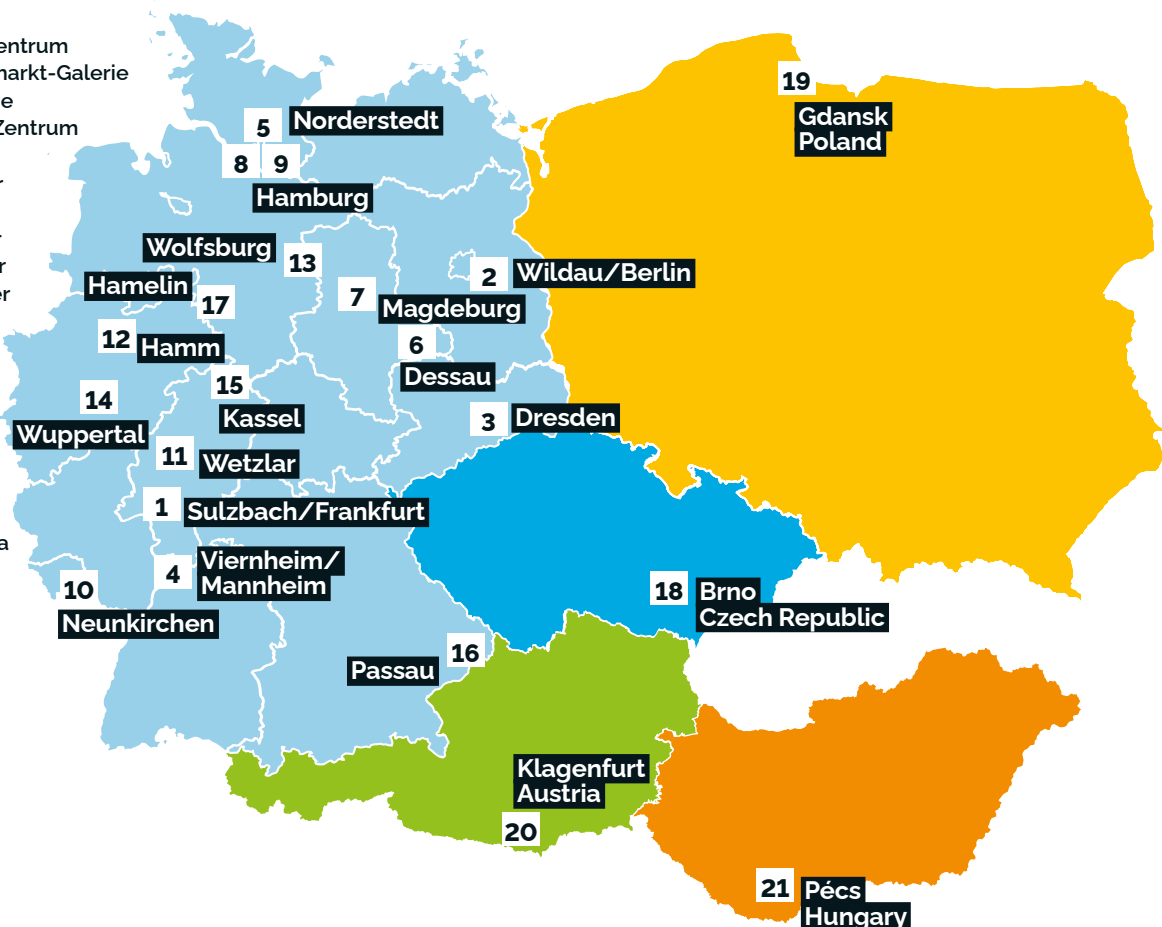 entrum
markt-Galerie
e
Zentrum
r
r
er
a
19
Gdansk
Poland
5
Norderstedt
8
9
Hamburg
Wolfsburg
13
2
Wildau/Berlin
Hamelin
17
7
Magdeburg
12
Hamm
6
Dessau
15
Kassel
14
Wuppertal
3
Dresden
11
Wetzlar
1
Sulzbach/Frankfurt
4
Viernheim/
Mannheim
10
Neunkirchen
18
Brno
Czech Republic
16
Passau
Klagenfurt
Austria
20
21
Pécs
Hungary